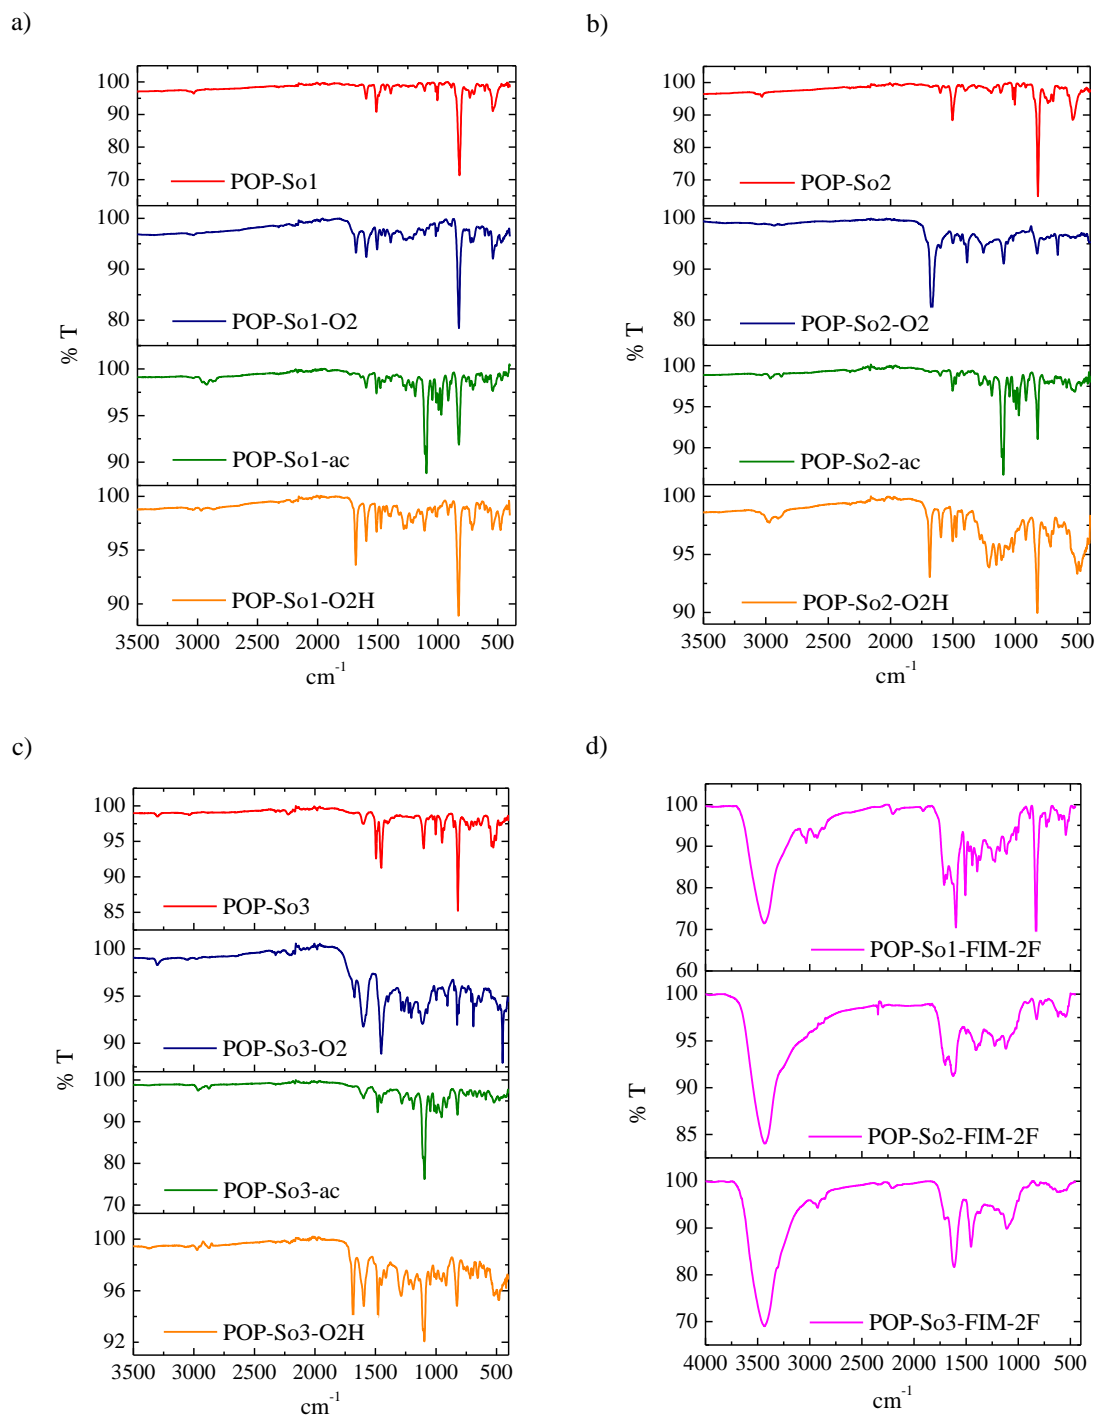 a)
100
90
80
70
POP-So1
100
90
80
POP-So1-O2
100
95
90
POP-So1-ac
100
95
90
POP-So1-O2H
% T
3500 3000 2500 2000 1500 1000 500
cm-1
b)
100
90
80
70
POP-So2
100
90
80
POP-So2-O2
100
95
90
POP-So2-ac
100
95
90
POP-So2-O2H
% T
3500 3000 2500 2000 1500 1000 500
cm-1
c)
100
95
90
85
POP-So3
100
95
90
POP-So3-O2
100
90
80
70
POP-So3-ac
100
96
92
POP-So3-O2H
% T
3500 3000 2500 2000 1500 1000 500
cm-1
d)
100
90
80
70
60
POP-So1-FIM-2F
100
95
90
85
POP-So2-FIM-2F
100
90
80
70
POP-So3-FIM-2F
% T
4000 3500 3000 2500 2000 1500 1000 500
cm-1